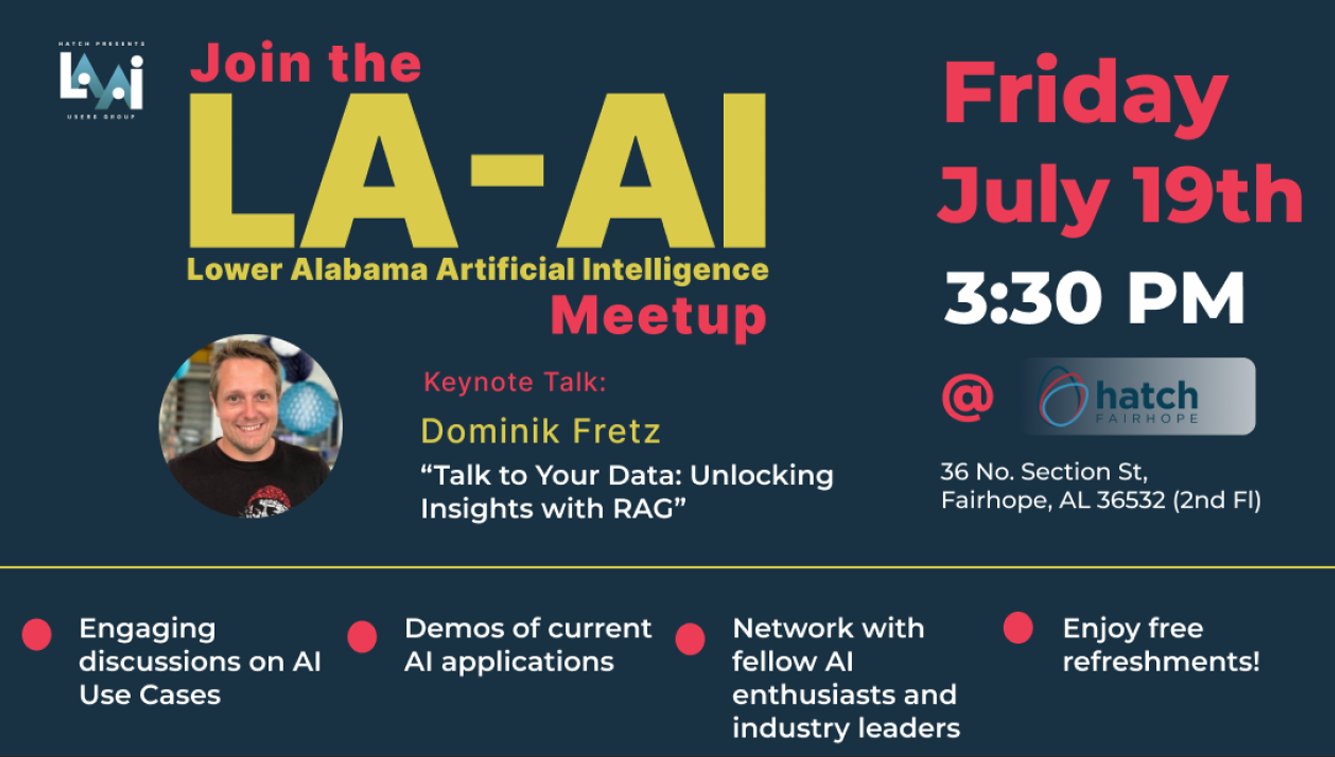 HATCH PRESENTS
LAAi
USERS GROUP
Join the
LA-AI
Lower Alabama Artificial Intelligence
Meetup
Keynote Talk:
Dominik Fretz
“Talk to Your Data: Unlocking
Insights with RAG”
Friday
July 19th
3:30 PM
@ hatch
FAIRHOPE
36 No. Section St,
Fairhope, AL 36532 (2nd Fl)
Engaging
discussions on AI
Use Cases
Demos of current
AI applications
Network with
fellow AI
enthusiasts and
industry leaders
Enjoy free
refreshments!